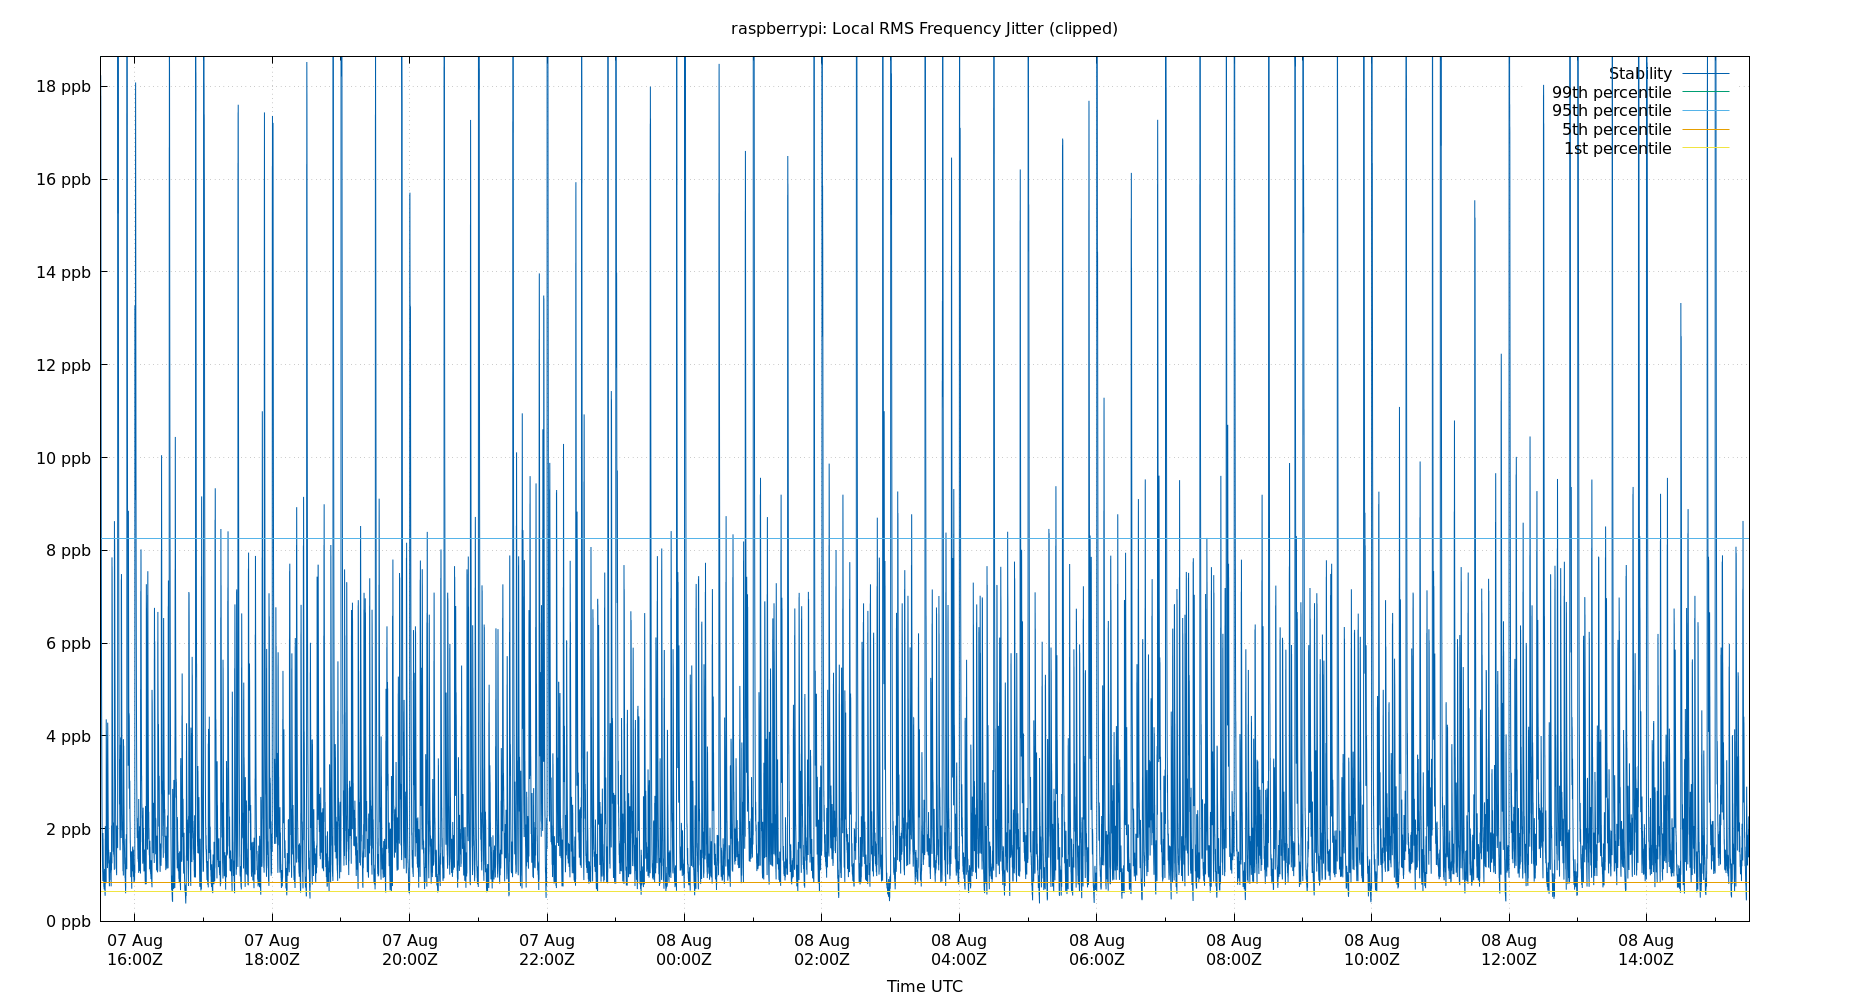 raspberrypi: Local RMS Frequency Jitter (clipped)
Stability
99th percentile
95th percentile
5th percentile
1st percentile
18 ppb
16 ppb
14 ppb
12 ppb
10 ppb
8 ppb
6 ppb
4 ppb
2 ppb
0 ppb
07 Aug 07 Aug 07 Aug 07 Aug 08 Aug 08 Aug 08 Aug 08 Aug 08 Aug 08 Aug 08 Aug 08 Aug
16:00Z 18:00Z 20:00Z 22:00Z 00:00Z 02:00Z 04:00Z 06:00Z 08:00Z 10:00Z 12:00Z 14:00Z
Time UTC